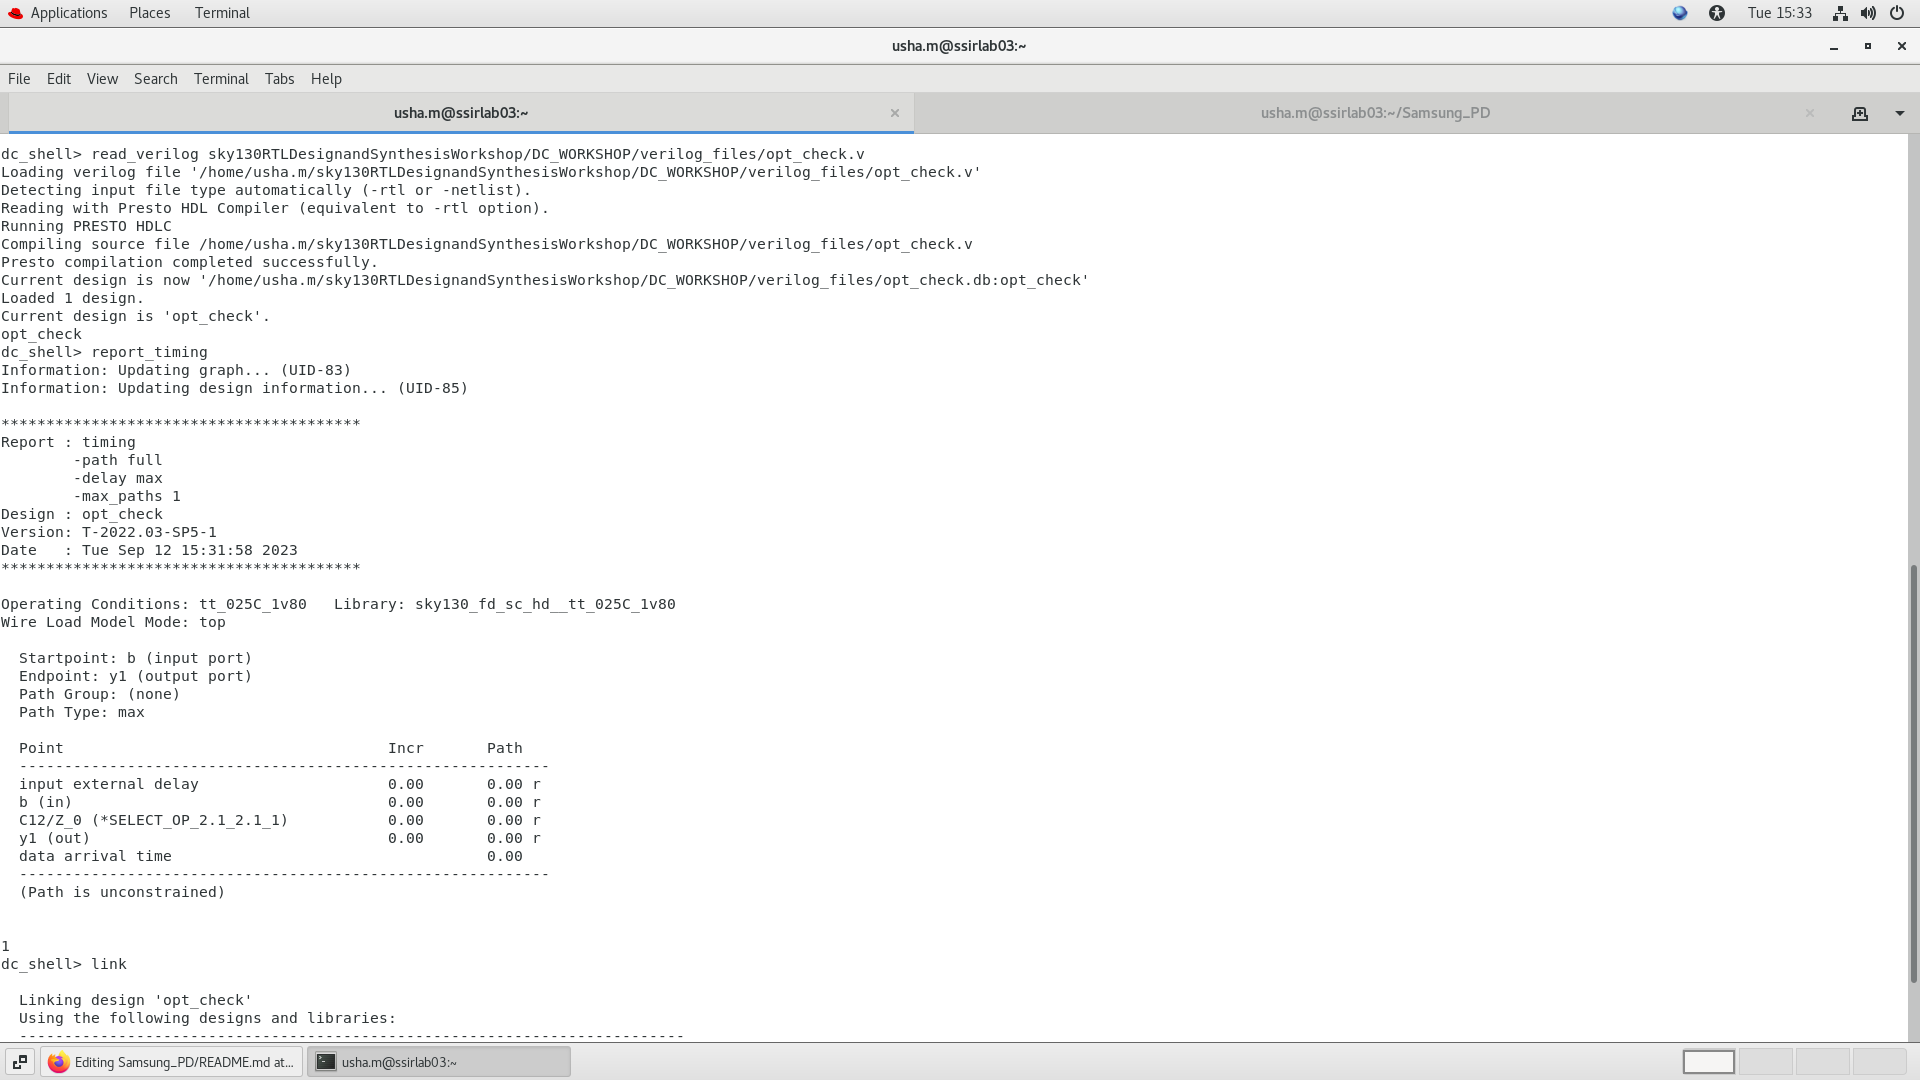 Applications Places Terminal Tue 15:33
usha.m@ssirlab03:~
File Edit View Search Terminal Tabs Help
usha.m@ssirlab03:~ × usha.m@ssirlab03:~/Samsung_PD ×
dc_shell> read_verilog sky130RTLDesignandSynthesisWorkshop/DC_WORKSHOP/verilog_files/opt_check.v
Loading verilog file '/home/usha.m/sky130RTLDesignandSynthesisWorkshop/DC_WORKSHOP/verilog_files/opt_check.v'
Detecting input file type automatically (-rtl or -netlist).
Reading with Presto HDL Compiler (equivalent to -rtl option).
Running PRESTO HDLC
Compiling source file /home/usha.m/sky130RTLDesignandSynthesisWorkshop/DC_WORKSHOP/verilog_files/opt_check.v
Presto compilation completed successfully.
Current design is now '/home/usha.m/sky130RTLDesignandSynthesisWorkshop/DC_WORKSHOP/verilog_files/opt_check.db:opt_check'
Loaded 1 design.
Current design is 'opt_check'.
opt_check
dc_shell> report_timing
Information: Updating graph... (UID-83)
Information: Updating design information... (UID-85)
****************************************
Report : timing
        -path full
        -delay max
        -max_paths 1
Design : opt_check
Version: T-2022.03-SP5-1
Date   : Tue Sep 12 15:31:58 2023
****************************************
Operating Conditions: tt_025C_1v80   Library: sky130_fd_sc_hd__tt_025C_1v80
Wire Load Model Mode: top
  Startpoint: b (input port)
  Endpoint: y1 (output port)
  Path Group: (none)
  Path Type: max
  Point                                    Incr       Path
  -----------------------------------------------------------
  input external delay                     0.00       0.00 r
  b (in)                                   0.00       0.00 r
  C12/Z_0 (*SELECT_OP_2.1_2.1_1)           0.00       0.00 r
  y1 (out)                                 0.00       0.00 r
  data arrival time                                   0.00
  -----------------------------------------------------------
  (Path is unconstrained)
1
dc_shell> link
  Linking design 'opt_check'
  Using the following designs and libraries:
  --------------------------------------------------------------------------
Editing Samsung_PD/README.md at... usha.m@ssirlab03:~